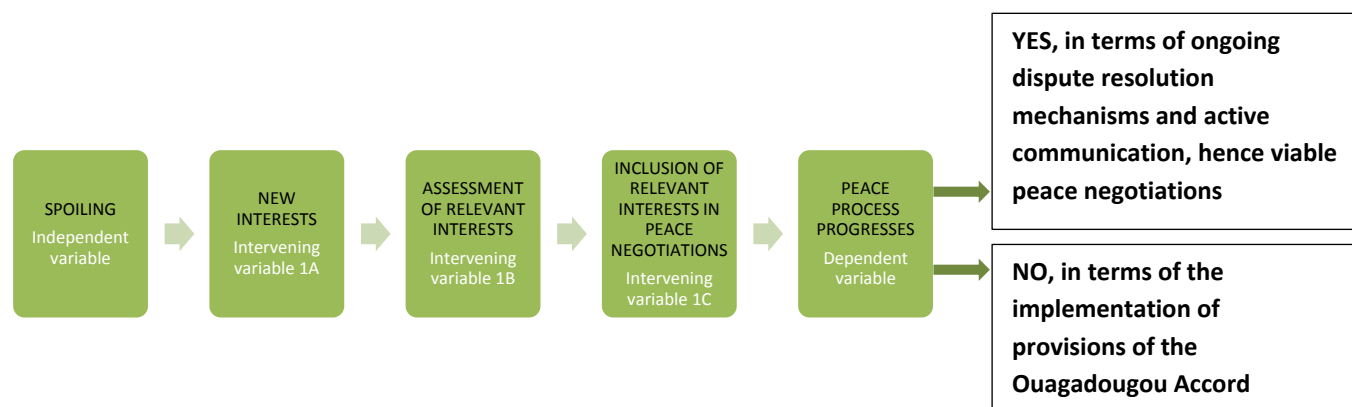 SPOILING
Independent
variable
NEW
INTERESTS
Intervening
variable 1A
ASSESSMENT
OF RELEVANT
INTERESTS
Intervening
variable 1B
INCLUSION OF
RELEVANT
INTERESTS IN
PEACE
NEGOTIATIONS
Intervening
variable 1C
PEACE
PROCESS
PROGRESSES
Dependent
variable
YES, in terms of ongoing
dispute resolution
mechanisms and active
communication, hence viable
peace negotiations
NO, in terms of the
implementation of
provisions of the
Ouagadougou Accord